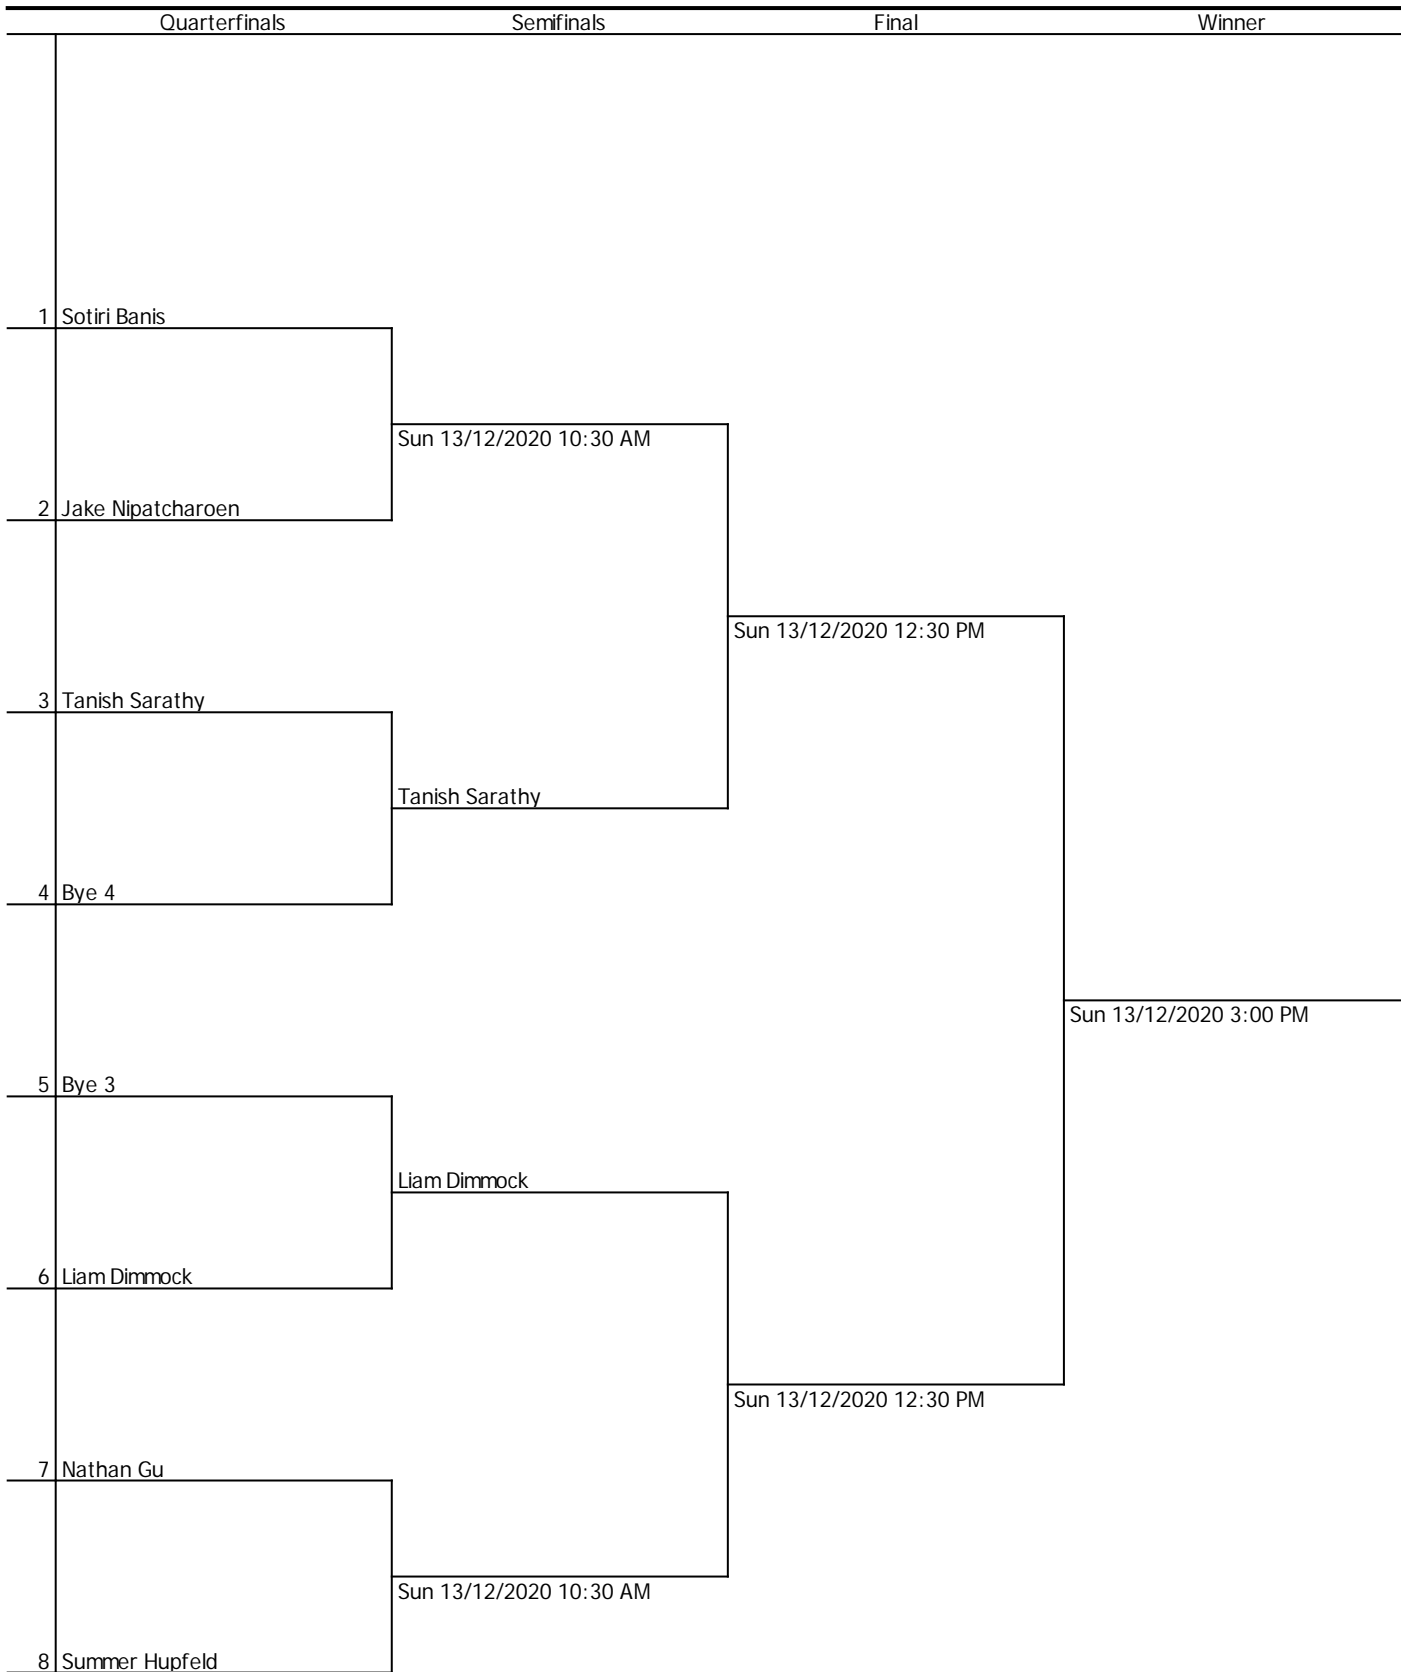 Quarterfinals Semifinals Final Winner
1 Sotiri Banis
Sun 13/12/2020 10:30 AM
2 Jake Nipatcharoen
Sun 13/12/2020 12:30 PM
3 Tanish Sarathy
Tanish Sarathy
4 Bye 4
Sun 13/12/2020 3:00 PM
5 Bye 3
Liam Dimmock
6 Liam Dimmock
Sun 13/12/2020 12:30 PM
7 Nathan Gu
Sun 13/12/2020 10:30 AM
8 Summer Hupfeld